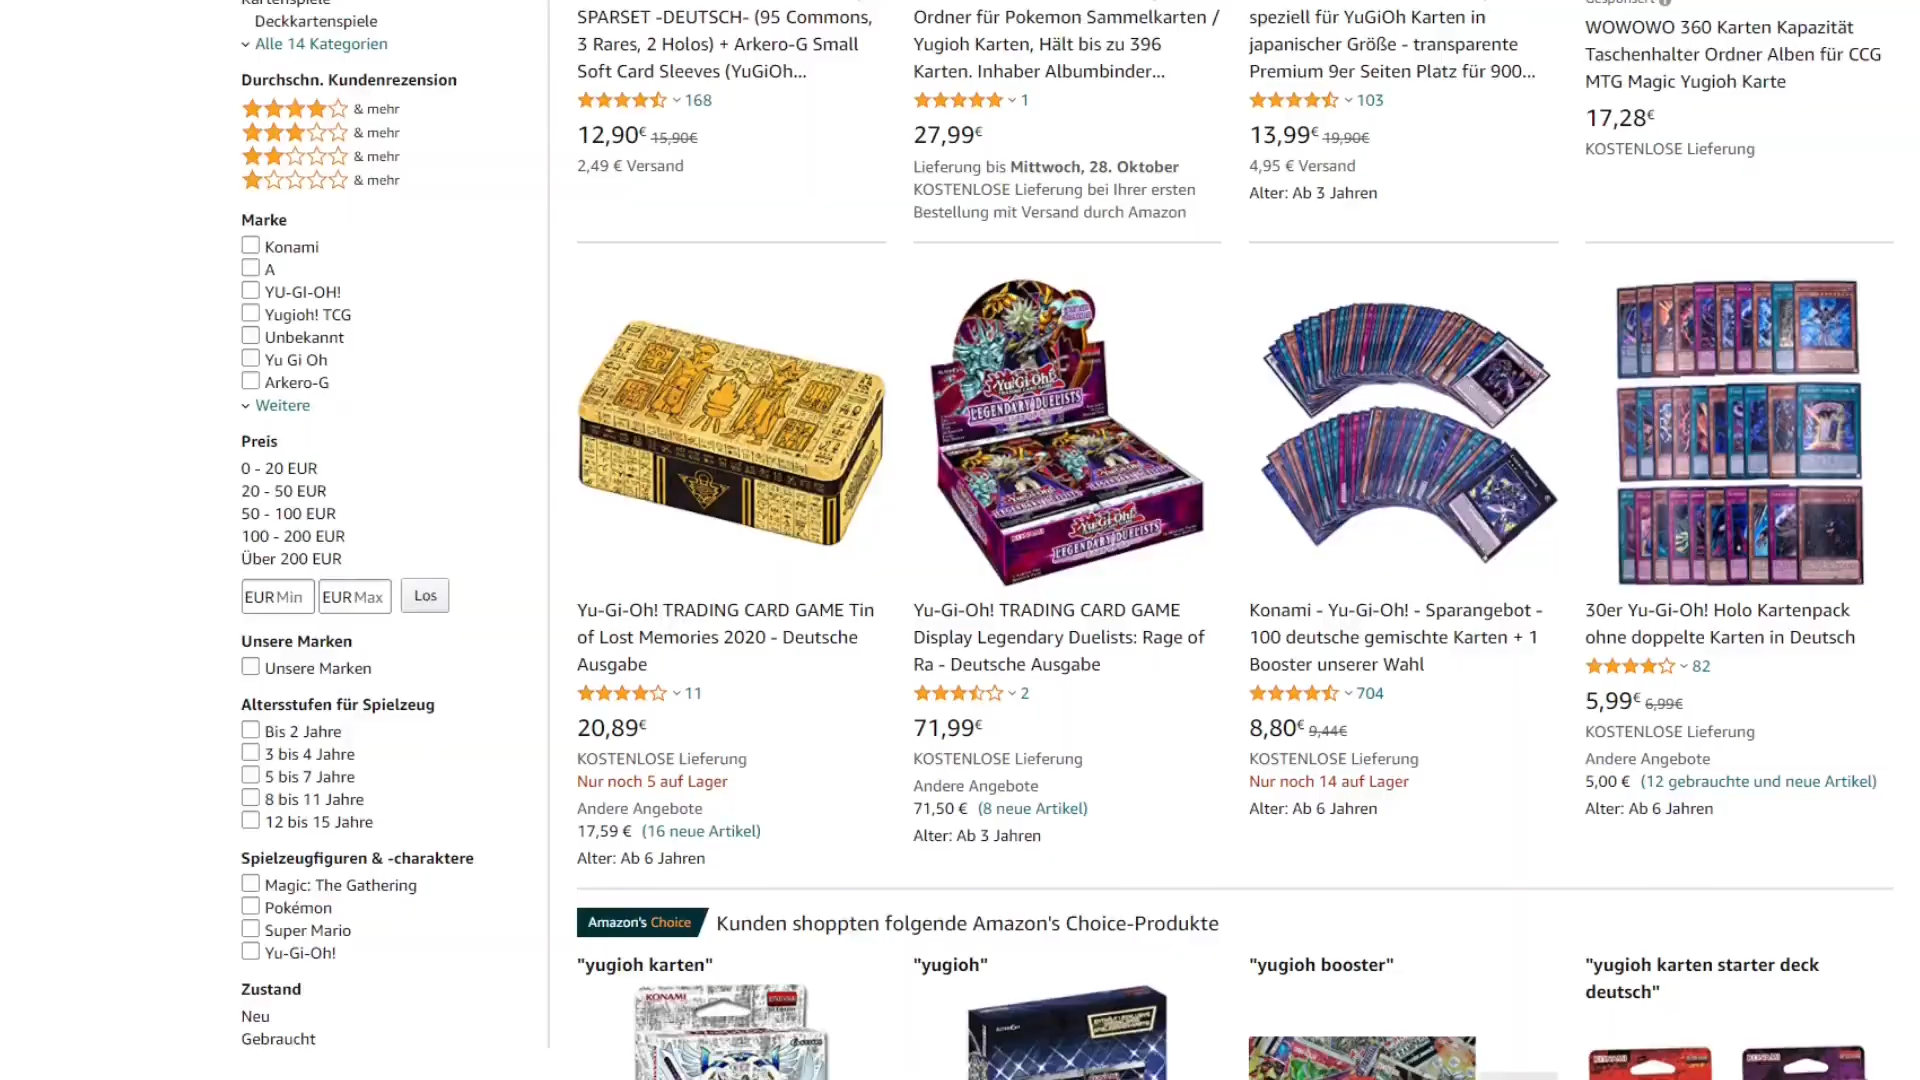 Kartenspiele
Deckkartenspiele
Alle 14 Kategorien
Durchschn. Kundenrezension
& mehr
& mehr
& mehr
& mehr
Marke
Konami
A
YU-GI-OH!
Yugioh! TCG
Unbekannt
Yu Gi Oh
Arkero-G
Weitere
Preis
0 - 20 EUR
20 - 50 EUR
50 - 100 EUR
100 - 200 EUR
Über 200 EUR
EUR Min
EUR Max
Los
Unsere Marken
Unsere Marken
Altersstufen für Spielzeug
Bis 2 Jahre
3 bis 4 Jahre
5 bis 7 Jahre
8 bis 11 Jahre
12 bis 15 Jahre
Spielzeugfiguren & -charaktere
Magic: The Gathering
Pokémon
Super Mario
Yu-Gi-Oh!
Zustand
Neu
Gebraucht
SPARSET -DEUTSCH- (95 Commons,
3 Rares, 2 Holos) + Arkero-G Small
Soft Card Sleeves (YuGiOh...
168
12,90€ 15,90€
2,49 € Versand
Ordner für Pokemon Sammelkarten /
Yugioh Karten, Hält bis zu 396
Karten. Inhaber Albumbinder...
1
27,99€
Lieferung bis Mittwoch, 28. Oktober
KOSTENLOSE Lieferung bei Ihrer ersten
Bestellung mit Versand durch Amazon
speziell für YuGiOh Karten in
japanischer Größe - transparente
Premium 9er Seiten Platz für 900...
103
13,99€ 19,90€
4,95 € Versand
Alter: Ab 3 Jahren
Gesponsert
WOWOWO 360 Karten Kapazität
Taschenhalter Ordner Alben für CCG
MTG Magic Yugioh Karte
17,28€
KOSTENLOSE Lieferung
Yu-Gi-Oh! TRADING CARD GAME Tin
of Lost Memories 2020 - Deutsche
Ausgabe
11
20,89€
KOSTENLOSE Lieferung
Nur noch 5 auf Lager
Andere Angebote
17,59 € (16 neue Artikel)
Alter: Ab 6 Jahren
Yu-Gi-Oh!
LEGENDARY DUELISTS
KONAMI
Yu-Gi-Oh!
LEGENDARY DUELISTS
Yu-Gi-Oh! TRADING CARD GAME
Display Legendary Duelists: Rage of
Ra - Deutsche Ausgabe
2
71,99€
KOSTENLOSE Lieferung
Andere Angebote
71,50 € (8 neue Artikel)
Alter: Ab 3 Jahren
Konami - Yu-Gi-Oh! - Sparangebot -
100 deutsche gemischte Karten + 1
Booster unserer Wahl
704
8,80€ 9,44€
KOSTENLOSE Lieferung
Nur noch 14 auf Lager
Alter: Ab 6 Jahren
30er Yu-Gi-Oh! Holo Kartenpack
ohne doppelte Karten in Deutsch
82
5,99€ 6,99€
KOSTENLOSE Lieferung
Andere Angebote
5,00 € (12 gebrauchte und neue Artikel)
Alter: Ab 6 Jahren
Amazon's Choice
Kunden shoppten folgende Amazon's Choice-Produkte
"yugioh karten"
KONAMI
"yugioh"
"yugioh booster"
"yugioh karten starter deck
deutsch"
KONAMI
KONAMI